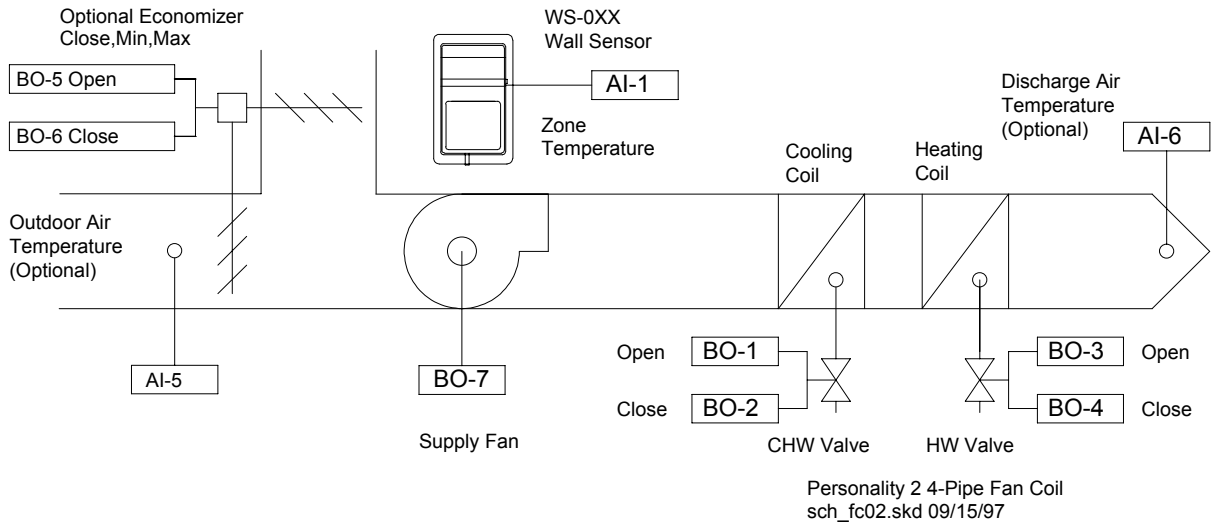 Optional Economizer
Close,Min,Max
BO-5 Open
BO-6 Close
WS-0XX
Wall Sensor
AI-1
Zone
Temperature
Discharge Air
Temperature
(Optional)
AI-6
Cooling
Coil
Heating
Coil
Outdoor Air
Temperature
(Optional)
AI-5
BO-7
Supply Fan
Open
BO-1
Close
BO-2
CHW Valve
BO-3
Open
BO-4
Close
HW Valve
Personality 2 4-Pipe Fan Coil
sch_fc02.skd 09/15/97